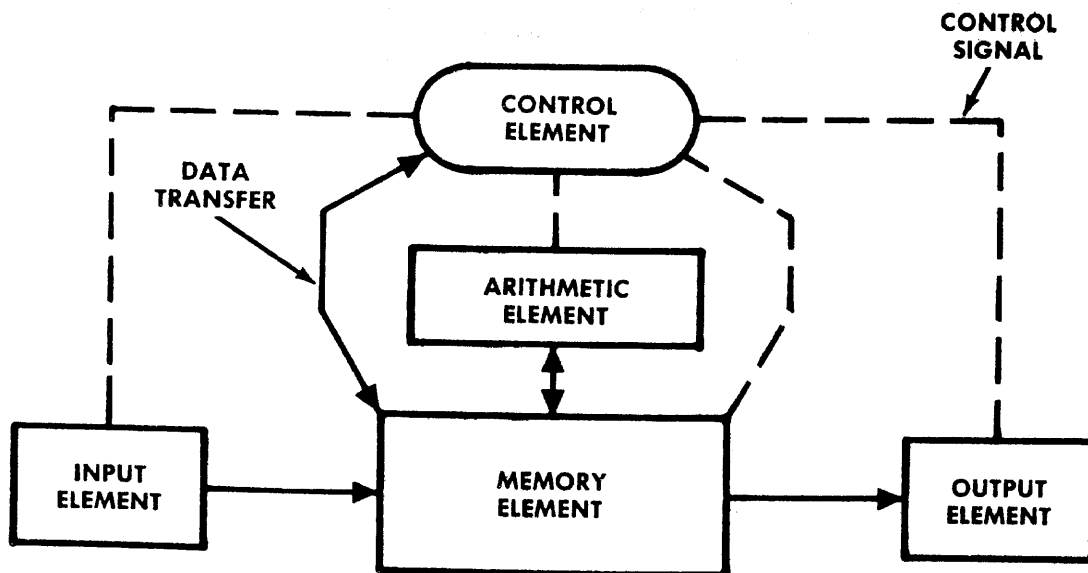 CONTROL
SIGNAL
CONTROL
ELEMENT
DATA
TRANSFER
ARITHMETIC
ELEMENT
INPUT
ELEMENT
MEMORY
ELEMENT
OUTPUT
ELEMENT